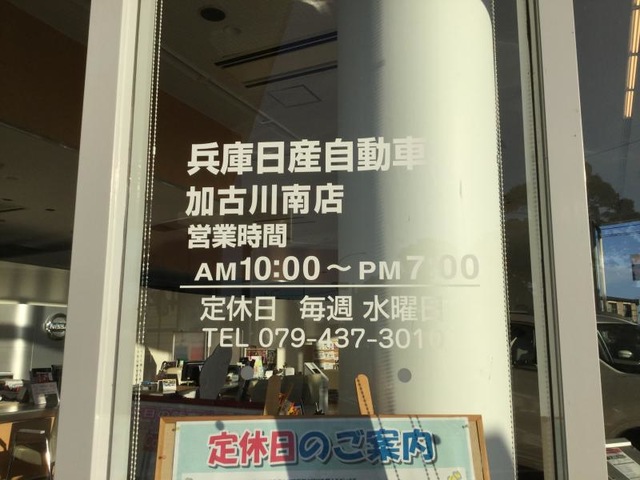 兵庫日産自動車
加古川南店
営業時間
AM10:00～PM7:00
定休日 毎週 水曜日
TEL 079-437-3010
NISSAN
定休日のご案内